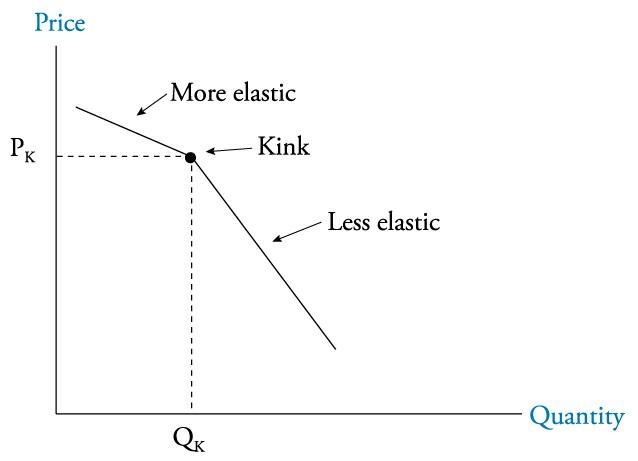 Price
More elastic
P_K
Kink
Less elastic
Quantity
Q_K